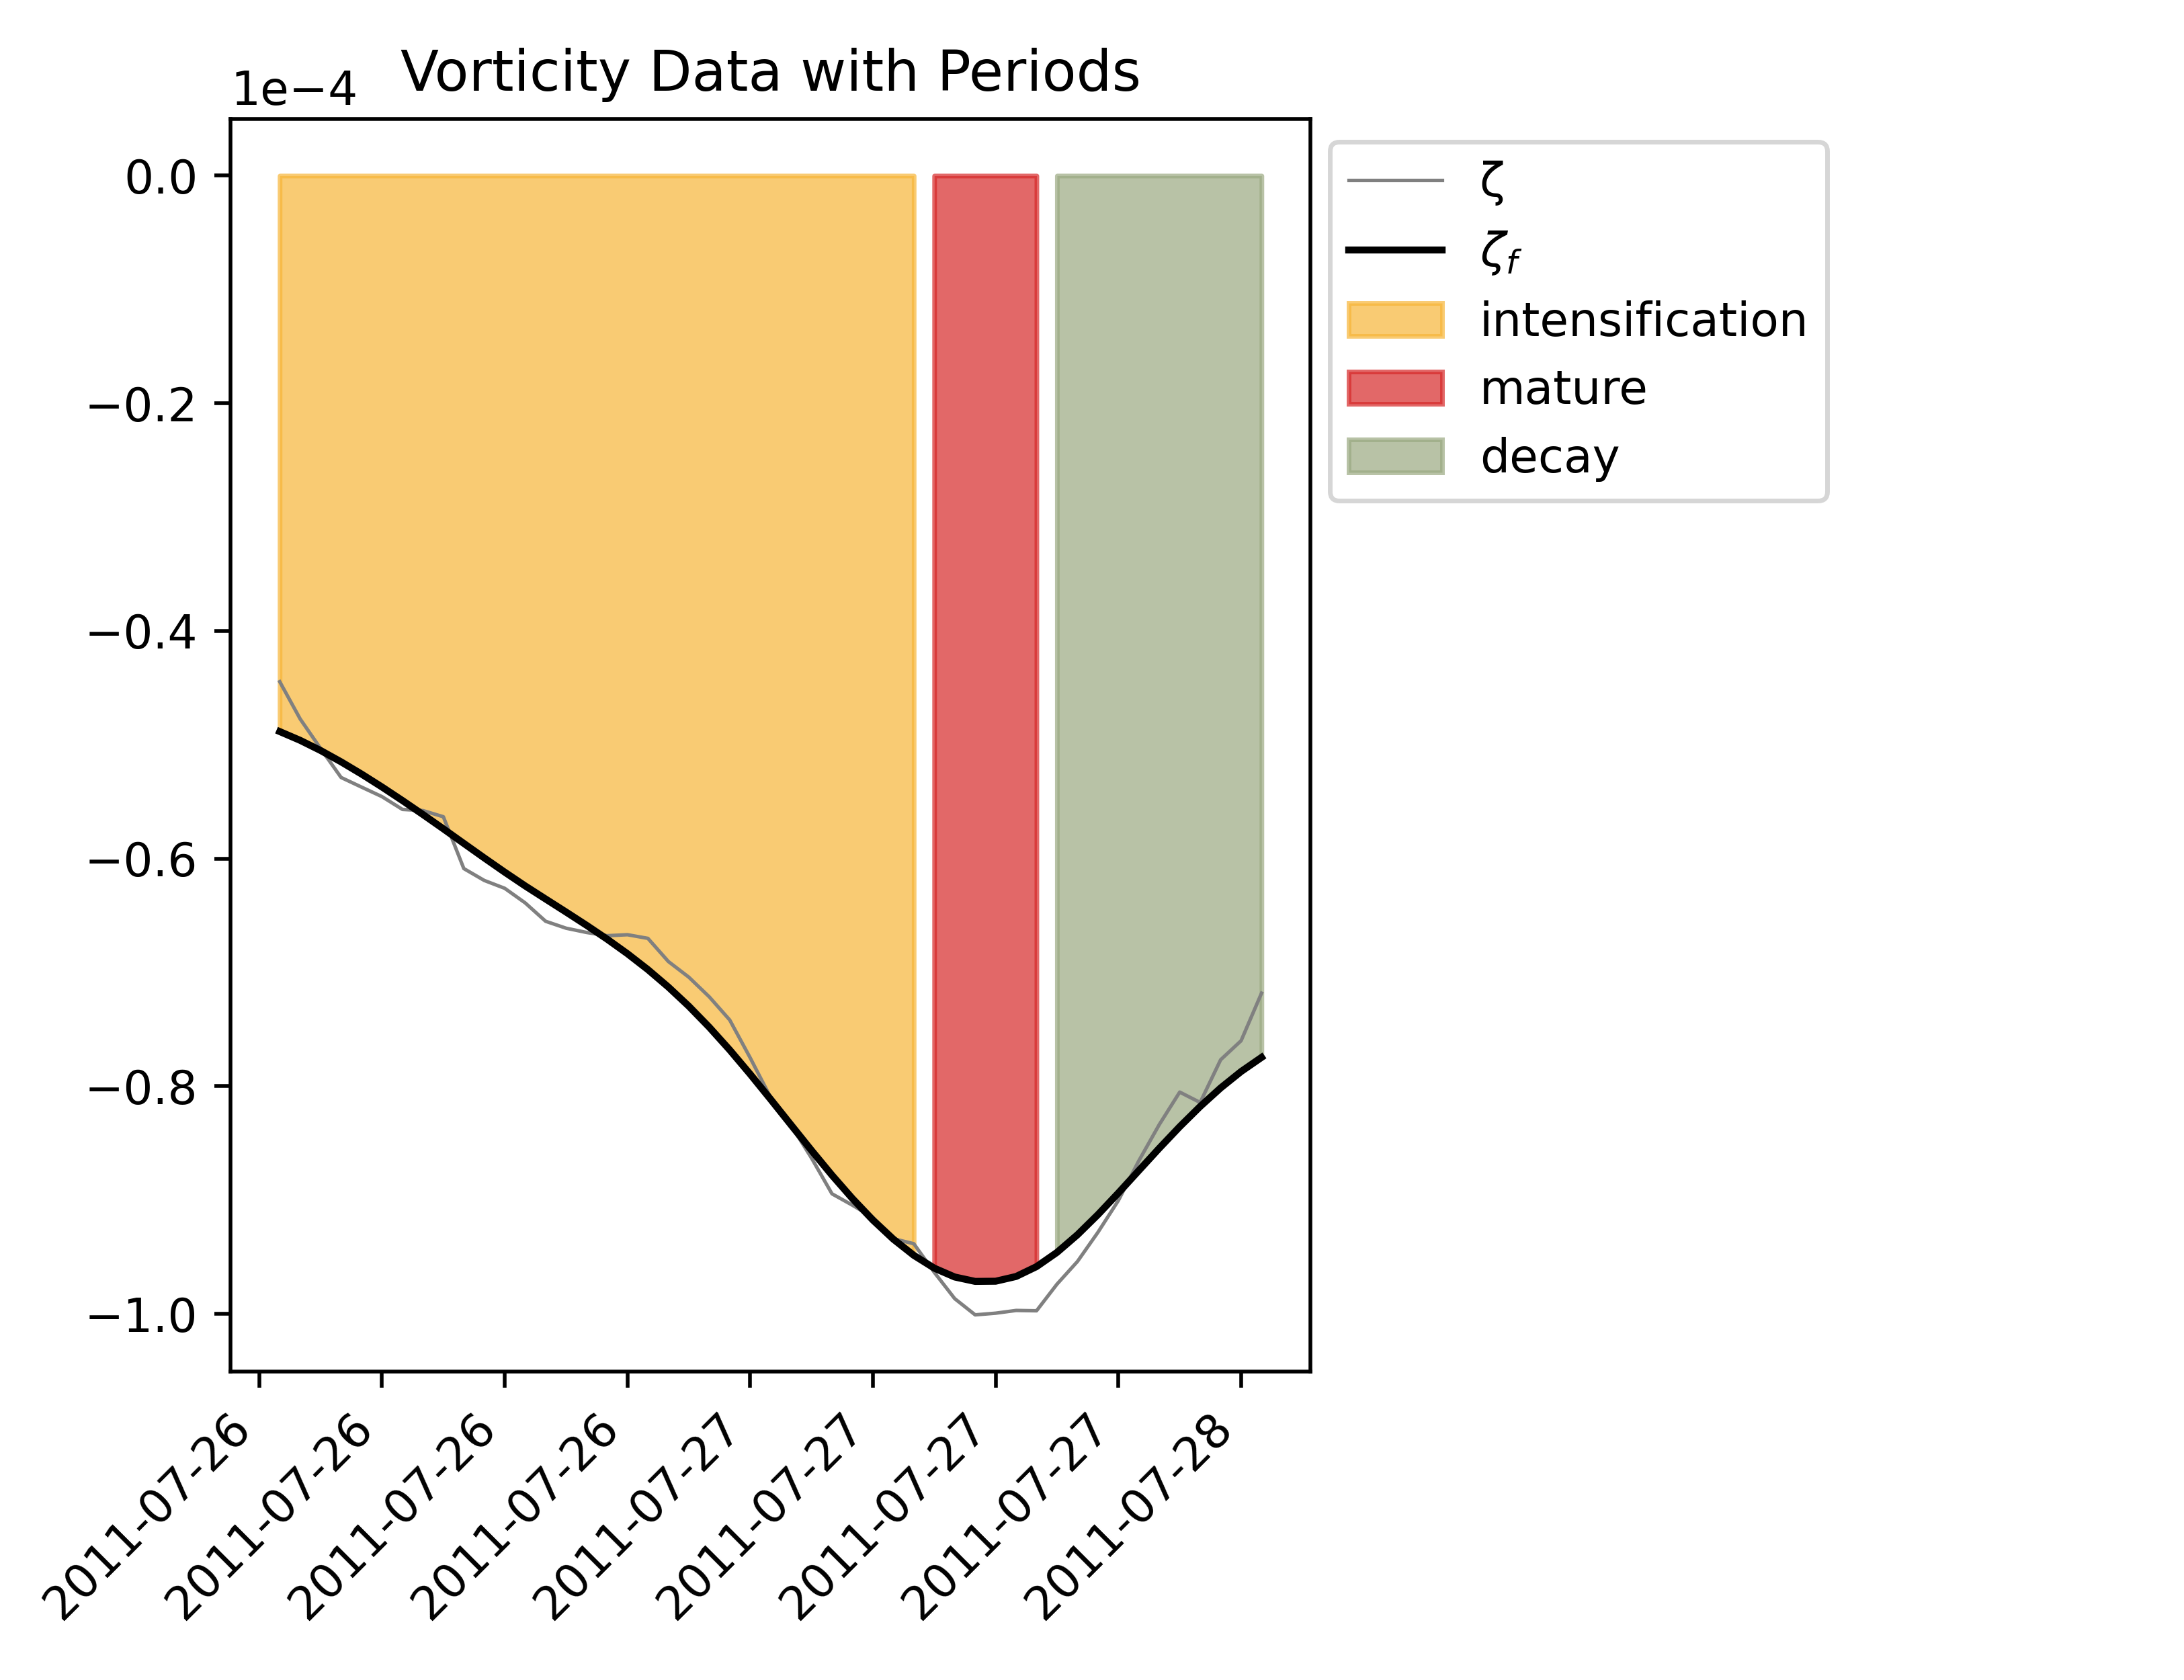 Vorticity Data with Periods
1e−4
0.0
−0.2
−0.4
−0.6
−0.8
−1.0
2011-07-26
2011-07-26
2011-07-26
2011-07-26
2011-07-27
2011-07-27
2011-07-27
2011-07-27
2011-07-28
ζ
ζf
intensification
mature
decay